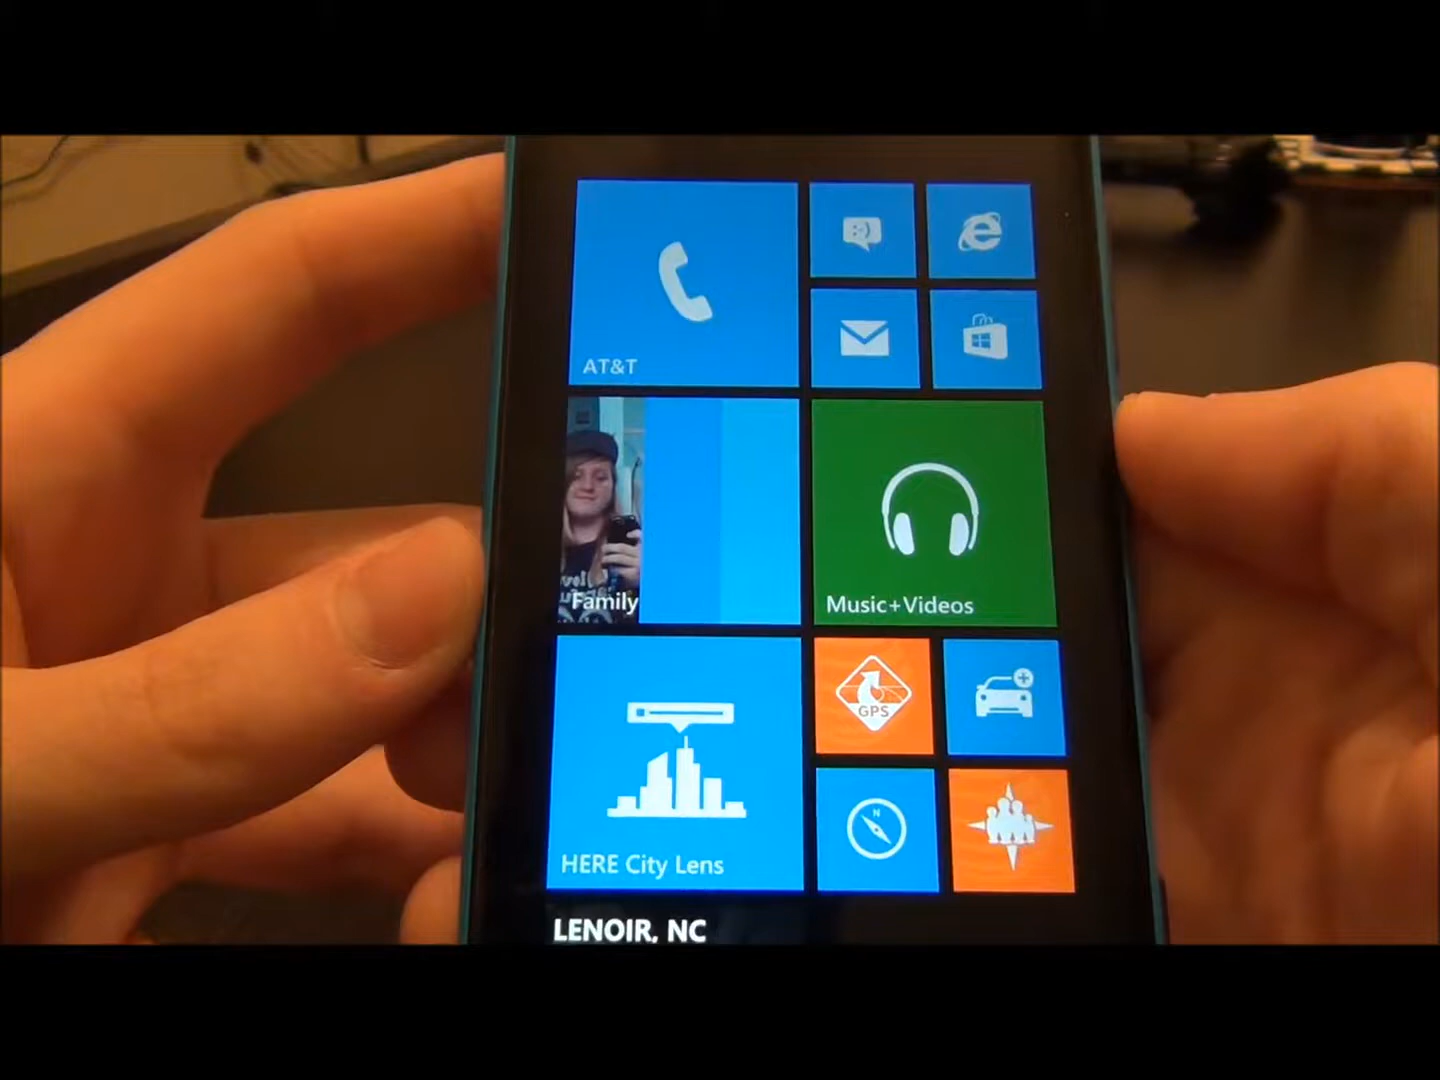 :)
AT&T
Family
Music+Videos
GPS
N
HERE City Lens
LENOIR, NC